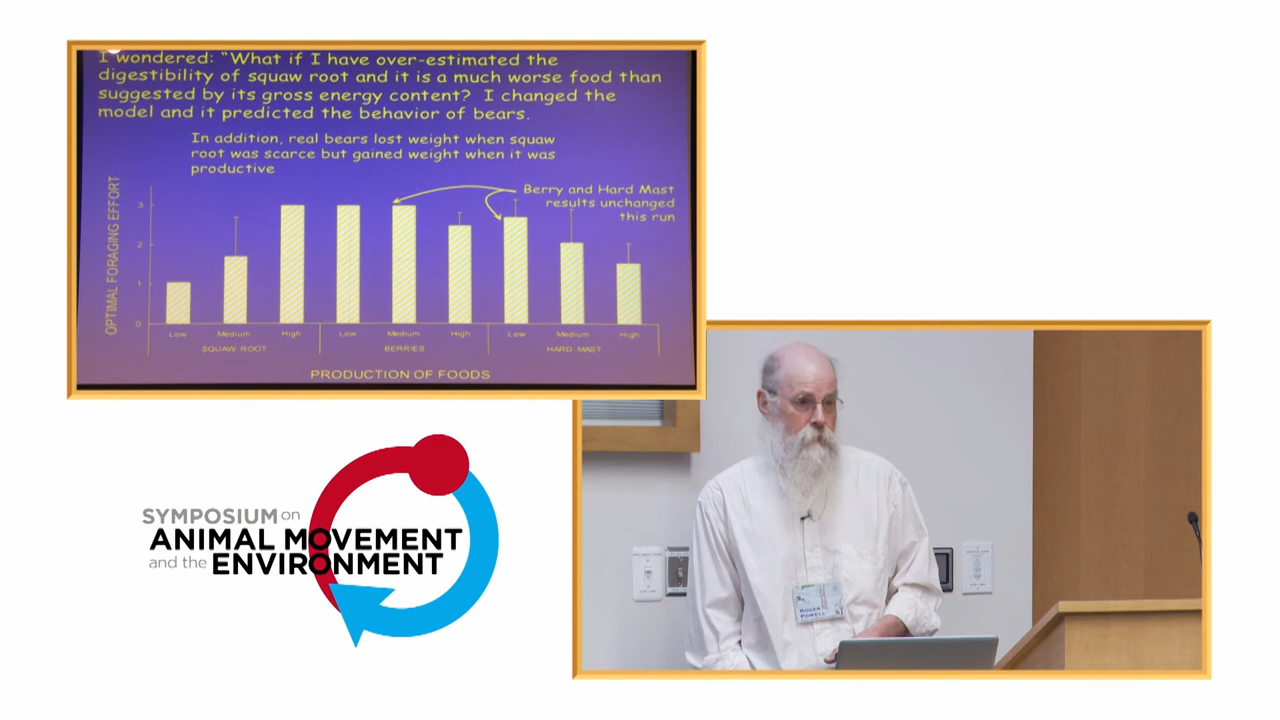 I wondered: "What if I have over-estimated the
digestibility of squaw root and it is a much worse food than
suggested by its gross energy content? I changed the
model and it predicted the behavior of bears.
In addition, real bears lost weight when squaw
root was scarce but gained weight when it was
productive
Berry and Hard Mast
results unchanged
this run
OPTIMAL FORAGING EFFORT
3
2
1
0
Low Medium High Low Medium High Low Medium High
SQUAW ROOT BERRIES HARD MAST
PRODUCTION OF FOODS
SYMPOSIUM on
ANIMAL MOVEMENT
and the ENVIRONMENT
ROGER
POWELL